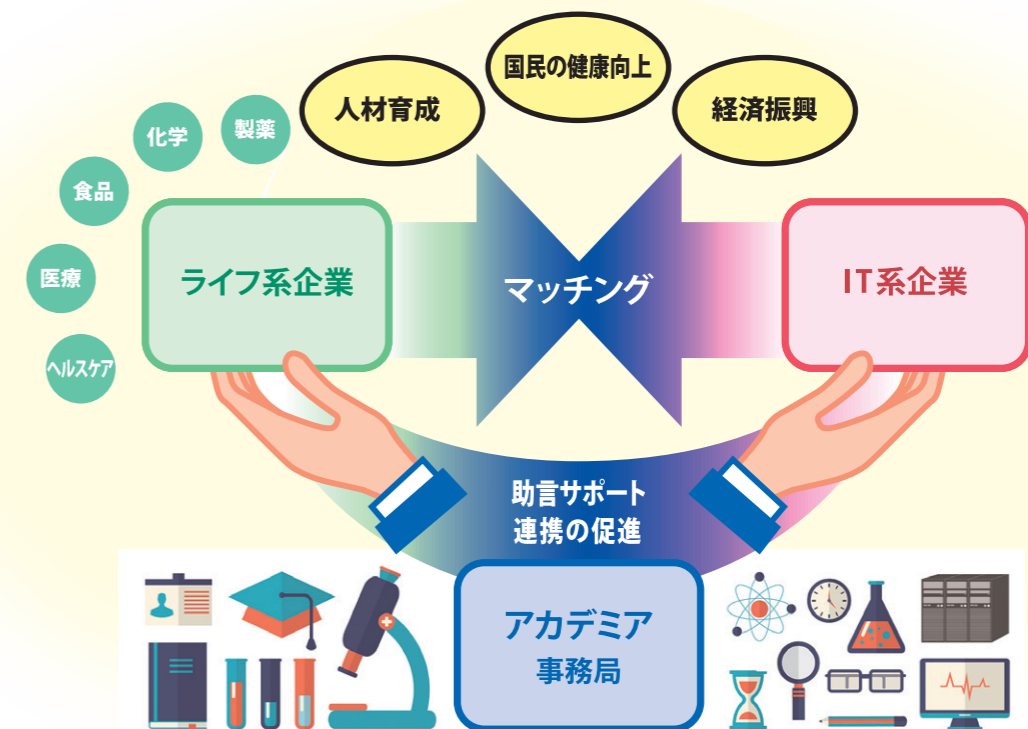 国民の健康向上
人材育成
経済振興
製薬
化学
食品
医療
ヘルスケア
ライフ系企業
マッチング
IT系企業
助言サポート
連携の促進
アカデミア
事務局